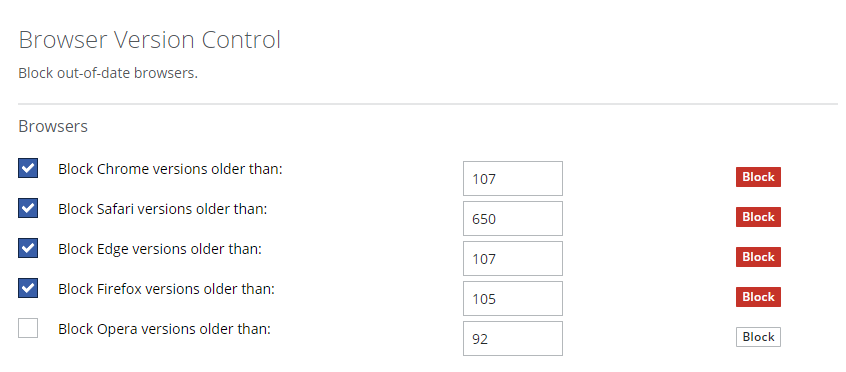 Browser Version Control
Block out-of-date browsers.
Browsers
Block Chrome versions older than: 107 Block
Block Safari versions older than: 650 Block
Block Edge versions older than: 107 Block
Block Firefox versions older than: 105 Block
Block Opera versions older than: 92 Block